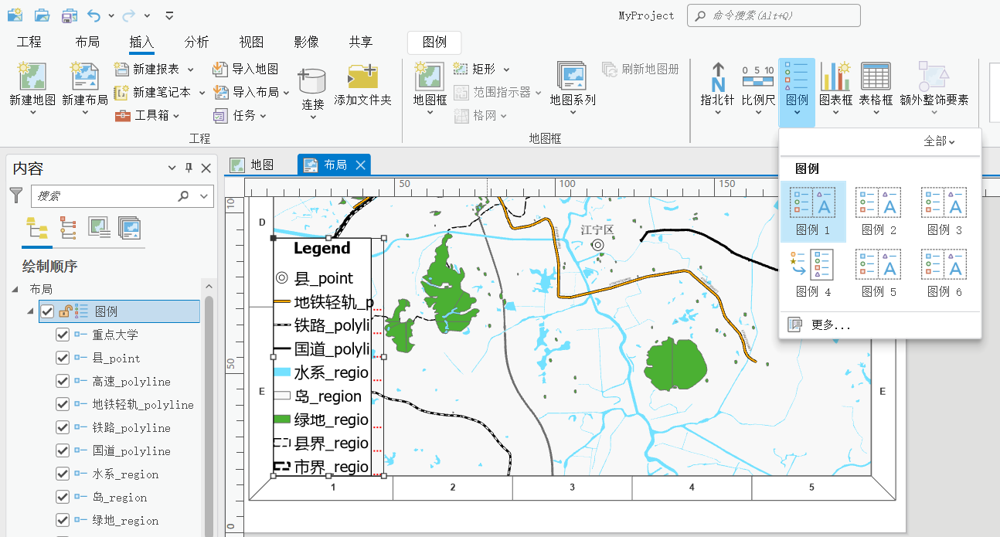 MyProject
命令搜索(Alt+Q)
工程 布局 插入 分析 视图 影像 共享 图例
新建地图
新建布局
新建报表
新建笔记本
工具箱
导入地图
导入布局
任务
连接
添加文件夹
工程
地图框
矩形
范围指示器
格网
地图系列
刷新地图册
地图框
指北针
0 5 10
比例尺
图例
图表框
表格框
额外整饰要素
全部
图例
图例 1
图例 2
图例 3
图例 4
图例 5
图例 6
更多...
内容
搜索
绘制顺序
布局
图例
重点大学
县_point
高速_polyline
地铁轻轨_polyline
铁路_polyline
国道_polyline
水系_region
岛_region
绿地_region
地图 布局
50 100 150
10
50
0
D
E
E
江宁区
Legend
县_point
地铁轻轨_p...
铁路_polyli...
国道_polyli
水系_regio...
岛_region
绿地_regio...
县界_regio...
市界_regio...
1 2 3 4 5